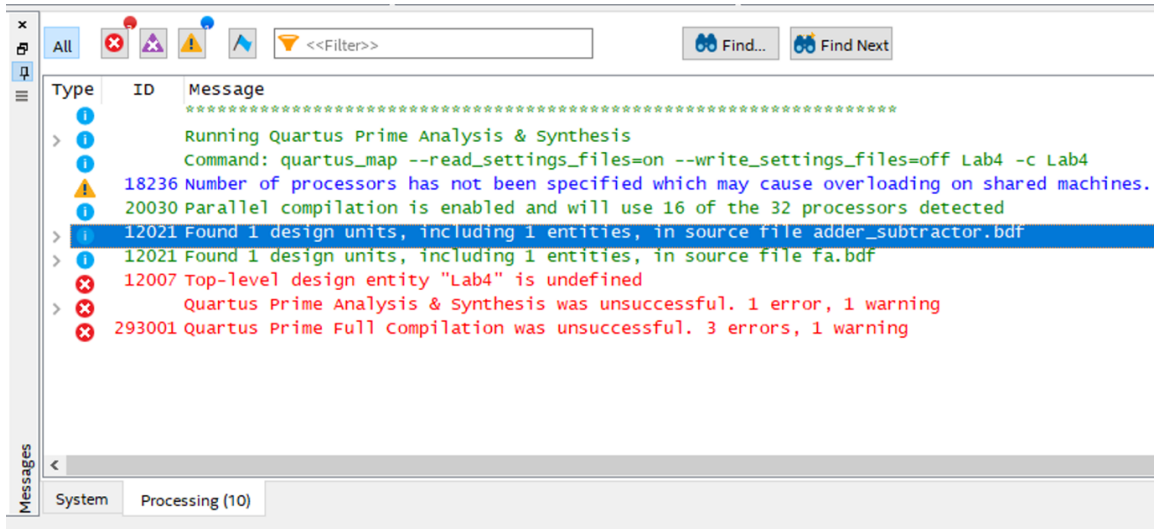 All
<<Filter>>
Find...
Find Next
Type ID Message
********************************************************************
Running Quartus Prime Analysis & Synthesis
Command: quartus_map --read_settings_files=on --write_settings_files=off Lab4 -c Lab4
18236 Number of processors has not been specified which may cause overloading on shared machines.
20030 Parallel compilation is enabled and will use 16 of the 32 processors detected
12021 Found 1 design units, including 1 entities, in source file adder_subtractor.bdf
12021 Found 1 design units, including 1 entities, in source file fa.bdf
12007 Top-level design entity "Lab4" is undefined
Quartus Prime Analysis & Synthesis was unsuccessful. 1 error, 1 warning
293001 Quartus Prime Full Compilation was unsuccessful. 3 errors, 1 warning
Messages
System Processing (10)